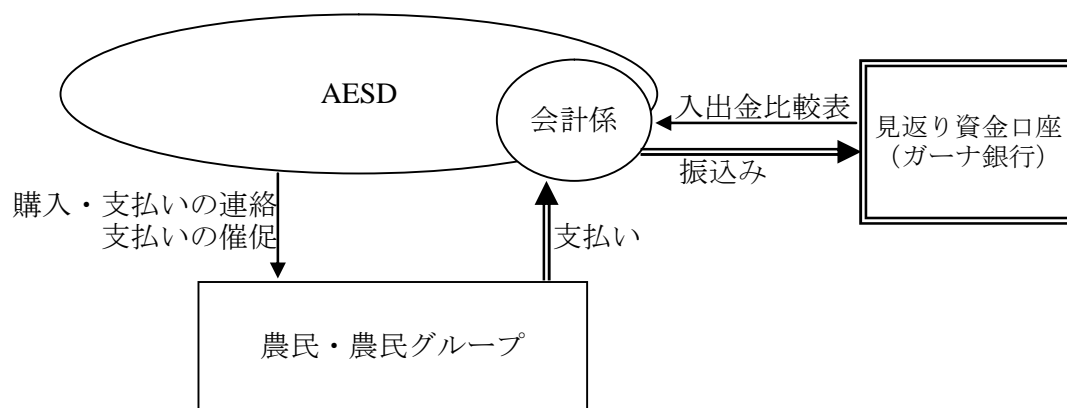 AESD
会計係
入出金比較表
見返り資金口座
（ガーナ銀行）
振込み
購入・支払いの連絡
支払いの催促
支払い
農民・農民グループ